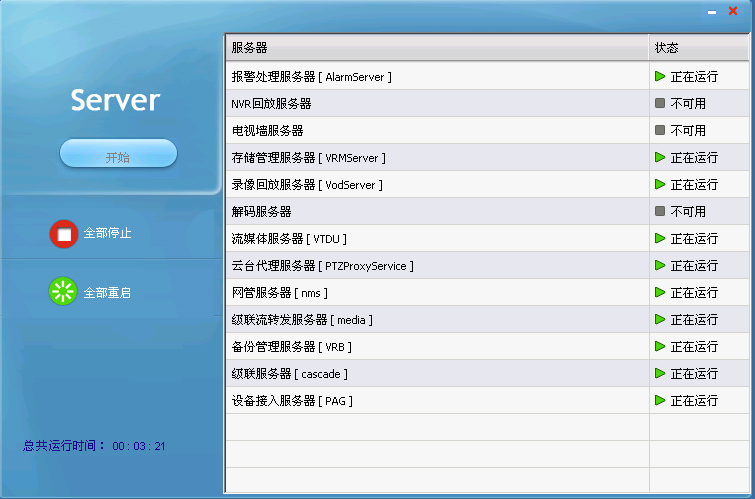 Server
开始
全部停止
全部重启
总共运行时间： 00 : 03 : 21
服务器 状态
报警处理服务器 [ AlarmServer ] 正在运行
NVR回放服务器 不可用
电视墙服务器 不可用
存储管理服务器 [ VRMServer ] 正在运行
录像回放服务器 [ VodServer ] 正在运行
解码服务器 不可用
流媒体服务器 [ VTDU ] 正在运行
云台代理服务器 [ PTZProxyService ] 正在运行
网管服务器 [ nms ] 正在运行
级联流转发服务器 [ media ] 正在运行
备份管理服务器 [ VRB ] 正在运行
级联服务器 [ cascade ] 正在运行
设备接入服务器 [ PAG ] 正在运行